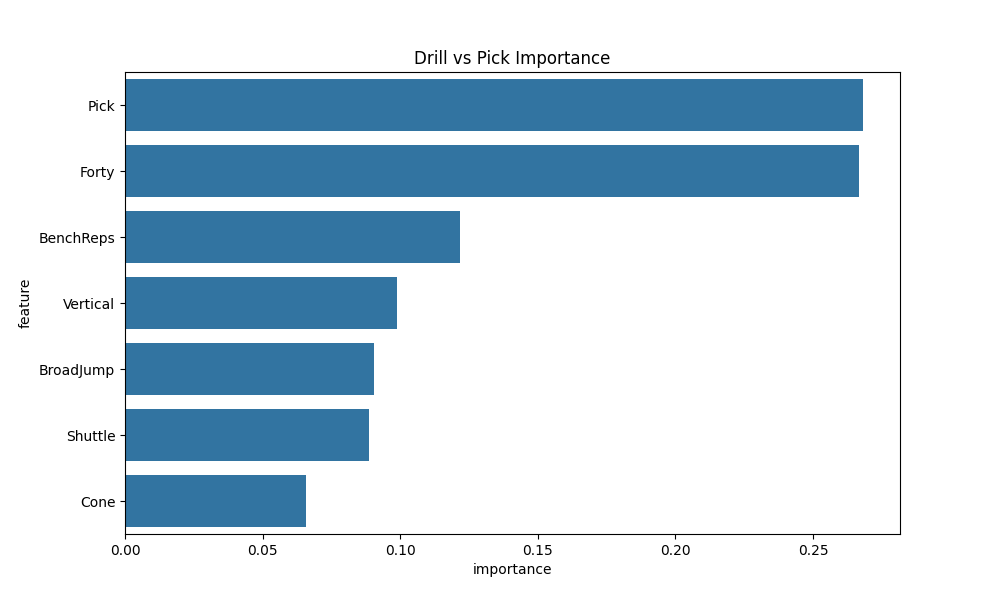 Drill vs Pick Importance
Pick
Forty
BenchReps
Vertical
BroadJump
Shuttle
Cone
feature
0.00 0.05 0.10 0.15 0.20 0.25
importance